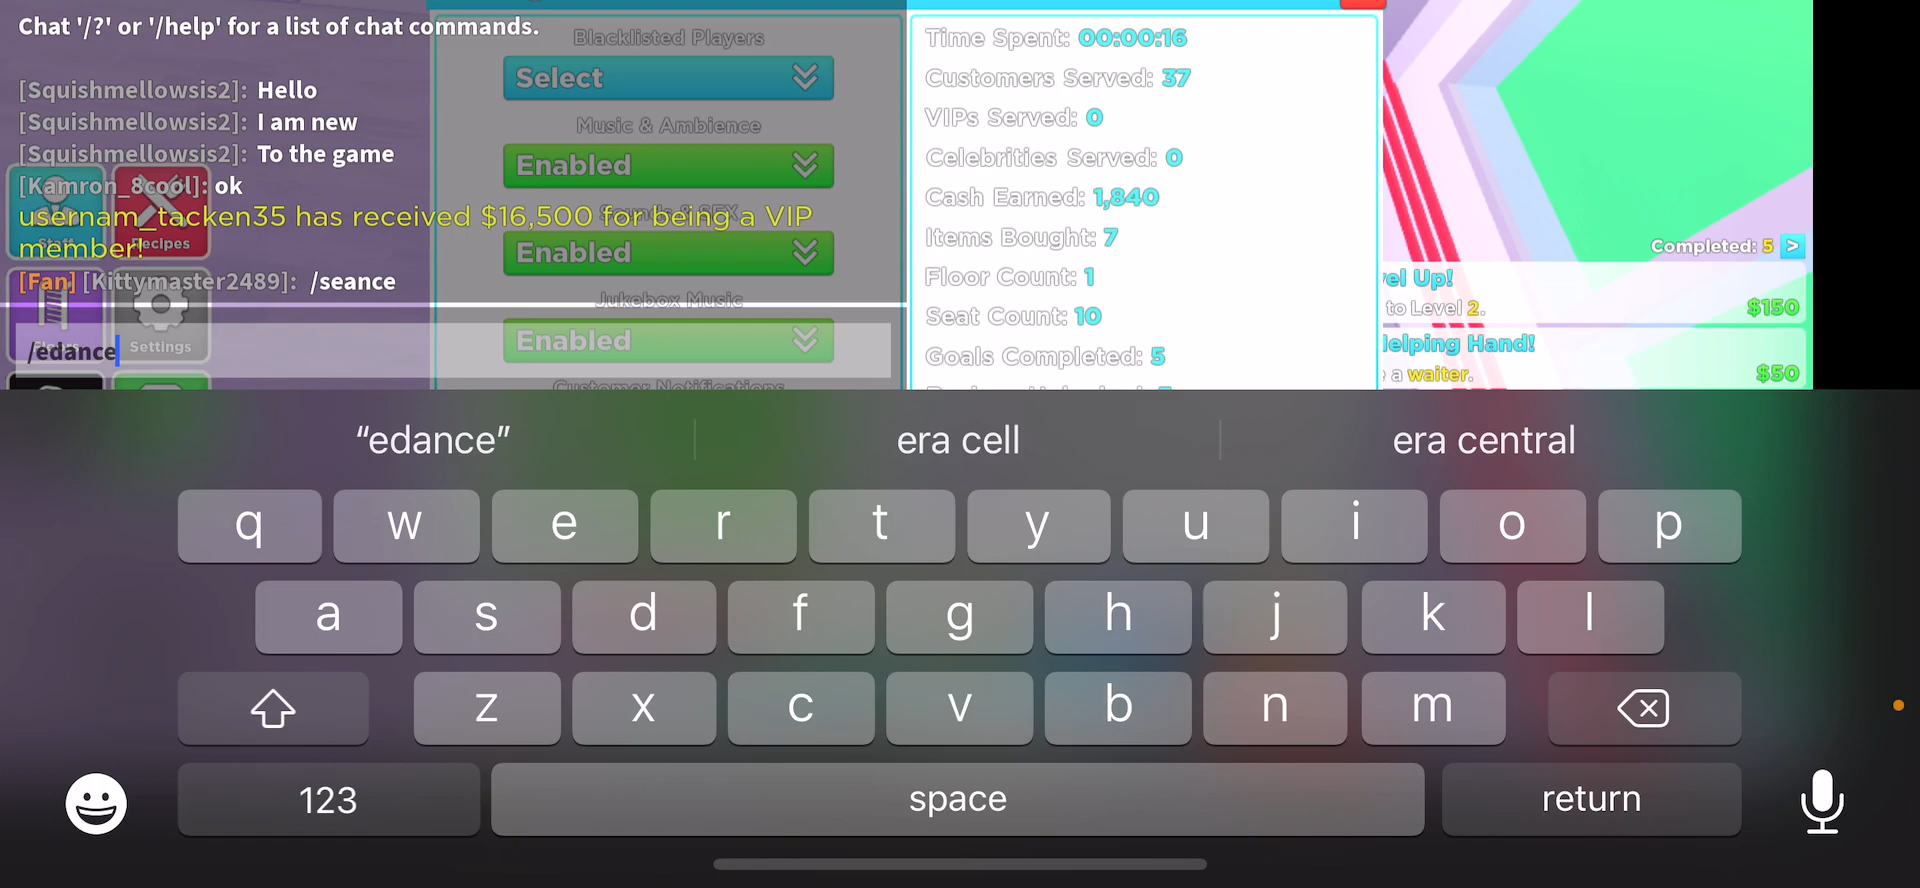 Chat '/?' or '/help' for a list of chat commands.
[Squishmellowsis2]: Hello
[Squishmellowsis2]: I am new
[Squishmellowsis2]: To the game
[Kamron_8cool]: ok
usernam_tacken35 has received $16,500 for being a VIP
member!
[Fan] [Kittymaster2489]: /seance
/edance
Staff
Recipes
Settings
Blacklisted Players
Select
Music & Ambience
Enabled
Enabled
Jukebox Music
Enabled
Customer Notifications
Time Spent: 00:00:16
Customers Served: 37
VIPs Served: 0
Celebrities Served: 0
Cash Earned: 1,840
Items Bought: 7
Floor Count: 1
Seat Count: 10
Goals Completed: 5
Completed: 5 >
vel Up!
to Level 2.
$150
Helping Hand!
a waiter.
$50
“edance”
era cell
era central
q w e r t y u i o p
a s d f g h j k l
z x c v b n m
123
space
return